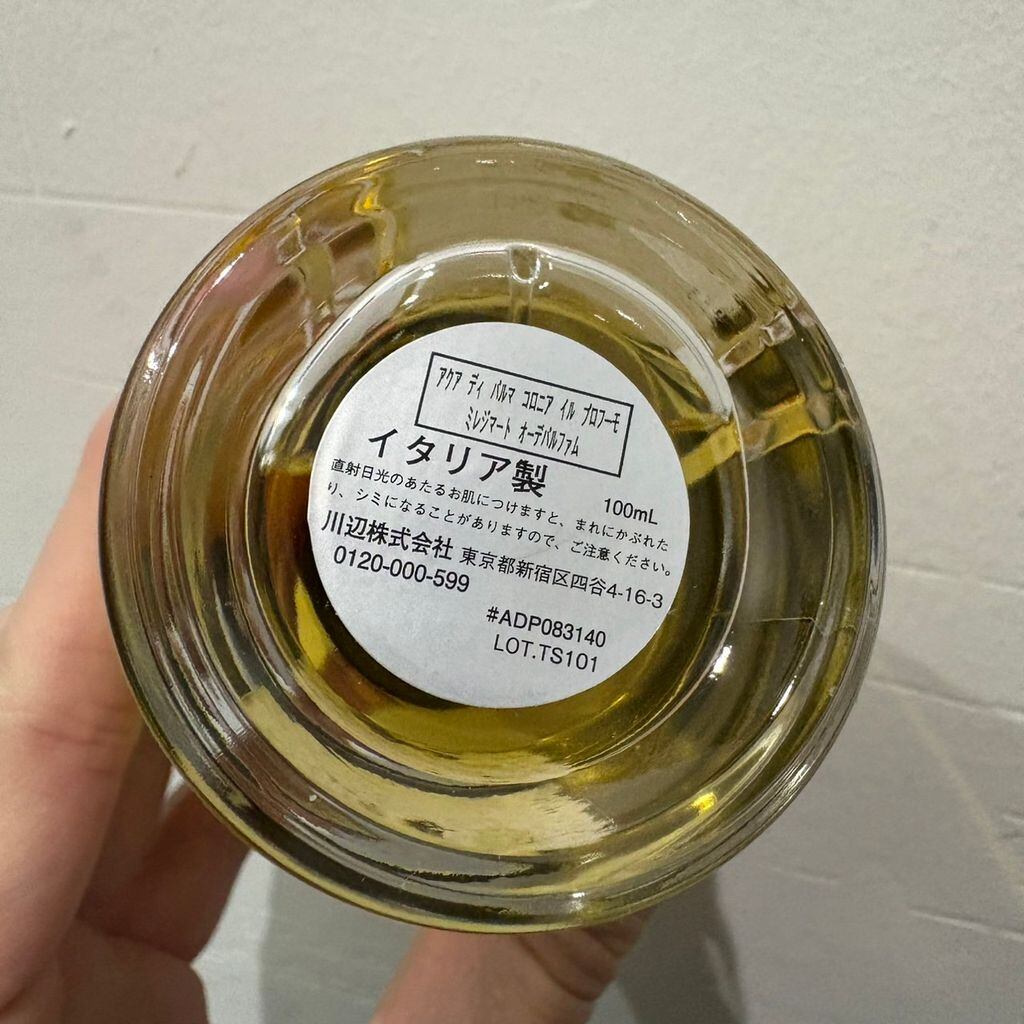 アクア ディ パルマ コロニア イル プロフーモ
ミレジマート オーデパルファム
イタリア製
100mL
直射日光のあたるお肌につけますと、まれにかぶれた
り、シミになることがありますので、ご注意ください。
川辺株式会社 東京都新宿区四谷4-16-3
0120-000-599
#ADP083140
LOT.TS101